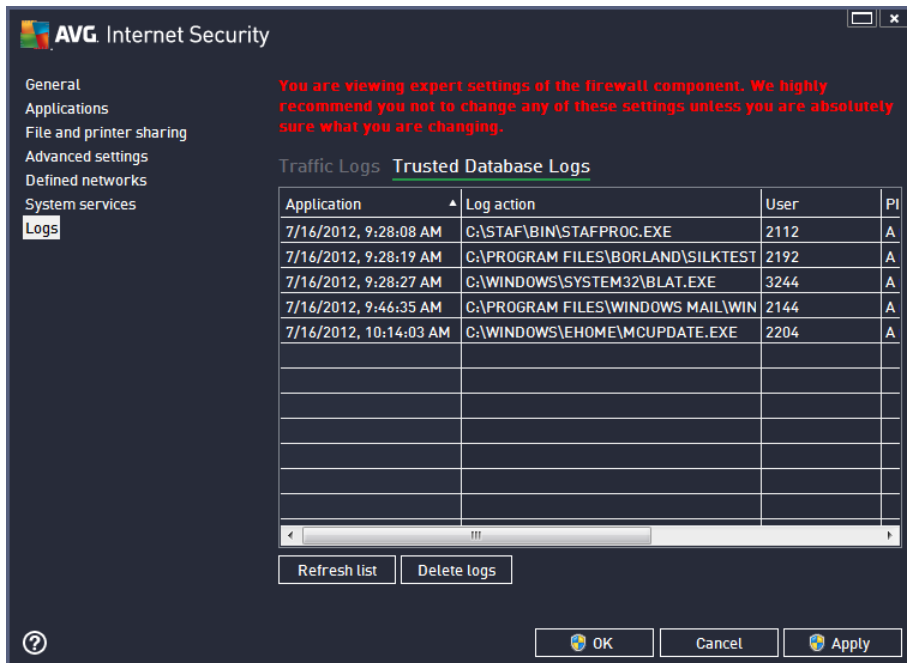 AVG. Internet Security
General
Applications
File and printer sharing
Advanced settings
Defined networks
System services
Logs
You are viewing expert settings of the firewall component. We highly
recommend you not to change any of these settings unless you are absolutely
sure what you are changing.
Traffic Logs Trusted Database Logs
Application Log action User PI
7/16/2012, 9:28:08 AM C:\STAF\BIN\STAFPROC.EXE 2112 A
7/16/2012, 9:28:19 AM C:\PROGRAM FILES\BORLAND\SILKTEST 2192 A
7/16/2012, 9:28:27 AM C:\WINDOWS\SYSTEM32\BLAT.EXE 3244 A
7/16/2012, 9:46:35 AM C:\PROGRAM FILES\WINDOWS MAIL\WIN 2144 A
7/16/2012, 10:14:03 AM C:\WINDOWS\EHOME\MCUPDATE.EXE 2204 A
Refresh list Delete logs
? OK Cancel Apply